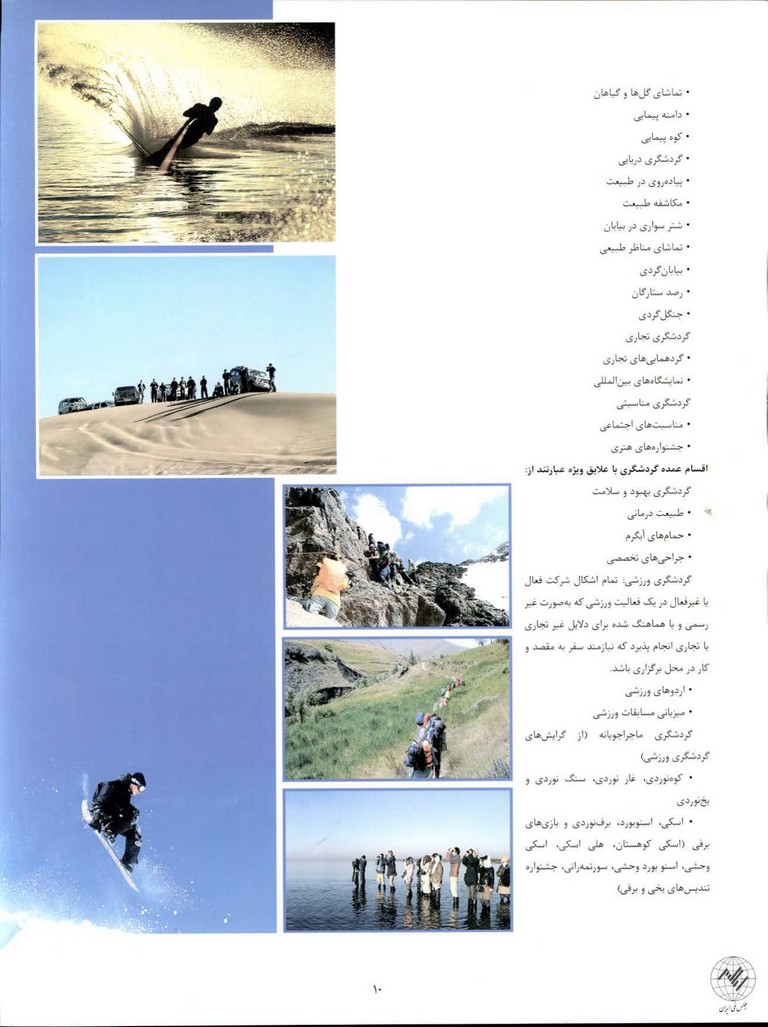 • تماشای گل‌ها و گیاهان
• دامنه پیمایی
• کوه پیمایی
• گردشگری دریایی
• پیاده‌روی در طبیعت
• مکاشفه طبیعت
• شتر سواری در بیابان
• تماشای مناظر طبیعی
• بیابان‌گردی
• رصد ستارگان
• جنگل‌گردی
گردشگری تجاری
• گردهمایی‌های تجاری
• نمایشگاه‌های بین‌المللی
گردشگری مناسبتی
• مناسبت‌های اجتماعی
• جشنواره‌های هنری
اقسام عمده گردشگری با علایق ویژه عبارتند از:
گردشگری بهبود و سلامت
• طبیعت درمانی
• حمام‌های آبگرم
• جراحی‌های تخصصی
گردشگری ورزشی: تمام اشکال شرکت فعال
یا غیرفعال در یک فعالیت ورزشی که به‌صورت غیر
رسمی و یا هماهنگ شده برای دلایل غیر تجاری
یا تجاری انجام پذیرد که نیازمند سفر به مقصد و
کار در محل برگزاری باشد.
• اردوهای ورزشی
• میزبانی مسابقات ورزشی
گردشگری ماجراجویانه (از گرایش‌های
گردشگری ورزشی)
• کوه‌نوردی، غار نوردی، سنگ نوردی و
یخ‌نوردی
• اسکی، اسنوبورد، برف‌نوردی و بازی‌های
برفی (اسکی کوهستان، هلی اسکی، اسکی
وحشی، اسنو بورد وحشی، سورتمه‌رانی، جشنواره
تندیس‌های یخی و برفی)
۱۰
مجلس ملی ایران